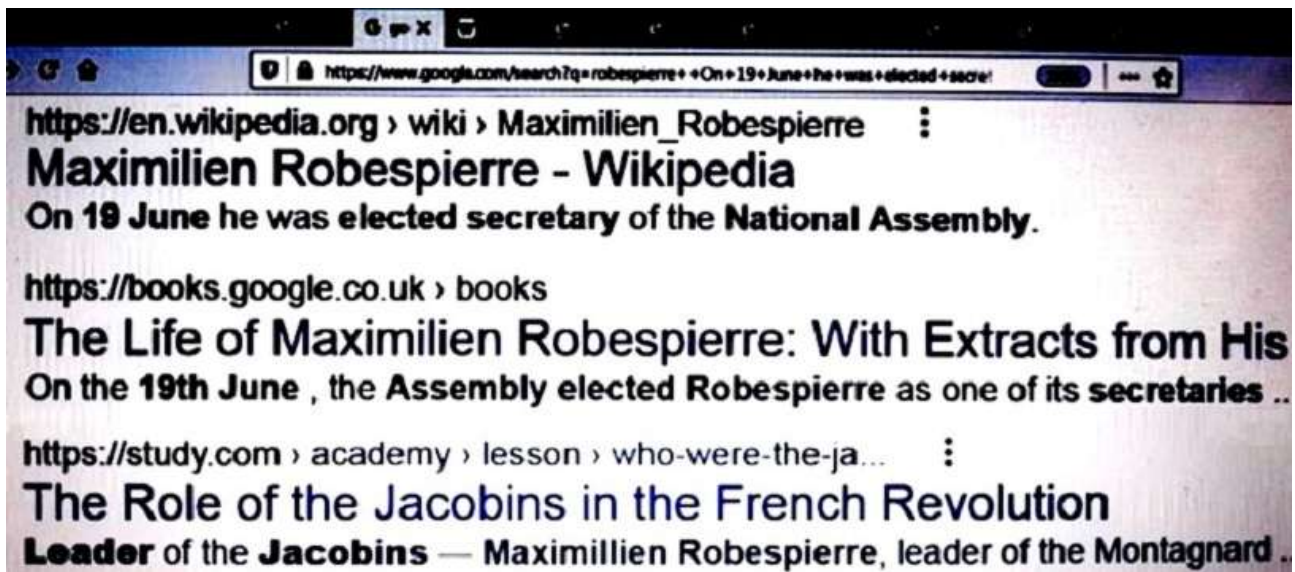 https://www.google.com/search?q=robespierre+ +On+19+June+he+was+elected+secre
https://en.wikipedia.org › wiki › Maximilien_Robespierre
Maximilien Robespierre - Wikipedia
On 19 June he was elected secretary of the National Assembly.
https://books.google.co.uk › books
The Life of Maximilien Robespierre: With Extracts from His
On the 19th June , the Assembly elected Robespierre as one of its secretaries ..
https://study.com › academy › lesson › who-were-the-ja...
The Role of the Jacobins in the French Revolution
Leader of the Jacobins — Maximillien Robespierre, leader of the Montagnard ..